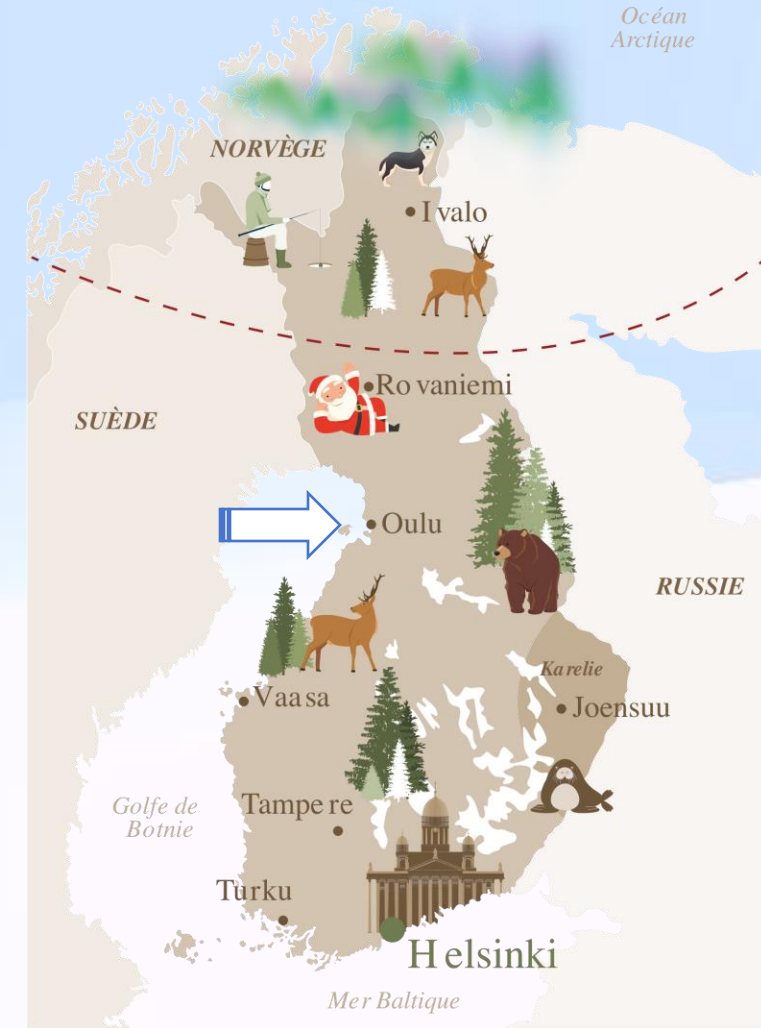 Océan
Arctique
NORVÈGE
Ivalo
Rovaniemi
SUÈDE
Oulu
RUSSIE
Karelie
Vaasa
Joensuu
Golfe de
Botnie
Tampere
Turku
Helsinki
Mer Baltique